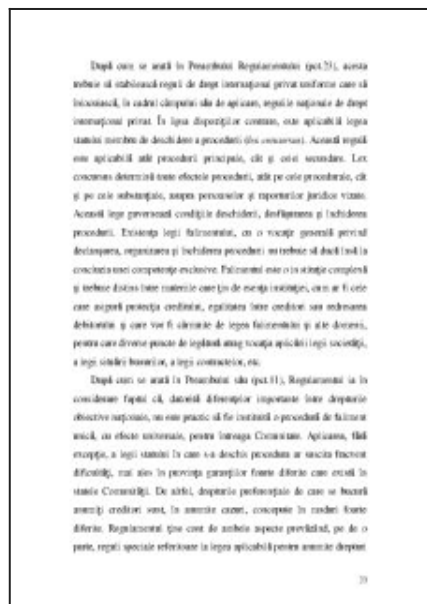 După cum se arată în Preambulul Regulamentului (pct.23), acesta
trebuie să stabilească reguli de drept internațional privat uniforme care să
înlocuiască, în cadrul câmpului său de aplicare, regulile naționale de drept
internațional privat. În lipsa dispozițiilor contrare, este aplicabilă legea
statului membru de deschidere a procedurii (lex concursus). Această regulă
este aplicabilă atât procedurii principale, cât și celei secundare. Lex
concursus determină toate efectele procedurii, atât pe cele procedurale, cât
și pe cele substanțiale, asupra persoanelor și raporturilor juridice vizate.
Această lege guvernează condițiile deschiderii, desfășurarea și închiderea
procedurii. Existența legii falimentului, cu o vocație generală privind
declanșarea, organizarea și închiderea procedurii nu trebuie să ducă însă la
concluzia unei competențe exclusive. Falimentul este o instituție complexă
și trebuie distins între materiile care țin de esența instituției, cum ar fi cele
care asigură protecția creditului, egalitatea între creditori sau redresarea
debitorului și care vor fi cârmuite de legea falimentului și alte domenii,
pentru care diverse puncte de legătură atrag vocația aplicării legii societății,
a legii situării bunurilor, a legii contractelor, etc.
După cum se arată în Preambulul său (pct.11), Regulamentul ia în
considerare faptul că, datorită diferențelor importante între drepturile
obiective naționale, nu este practic să fie instituită o procedură de faliment
unică, cu efecte universale, pentru întreaga Comunitate. Aplicarea, fără
excepție, a legii statului în care s-a deschis procedura ar suscita frecvent
dificultăți, mai ales în privința garanțiilor foarte diferite care există în
statele Comunității. De altfel, drepturile preferențiale de care se bucură
anumiți creditori sunt, în anumite cazuri, concepute în moduri foarte
diferite. Regulamentul ține cont de ambele aspecte prevăzând, pe de o
parte, reguli speciale referitoare la legea aplicabilă pentru anumite drepturi